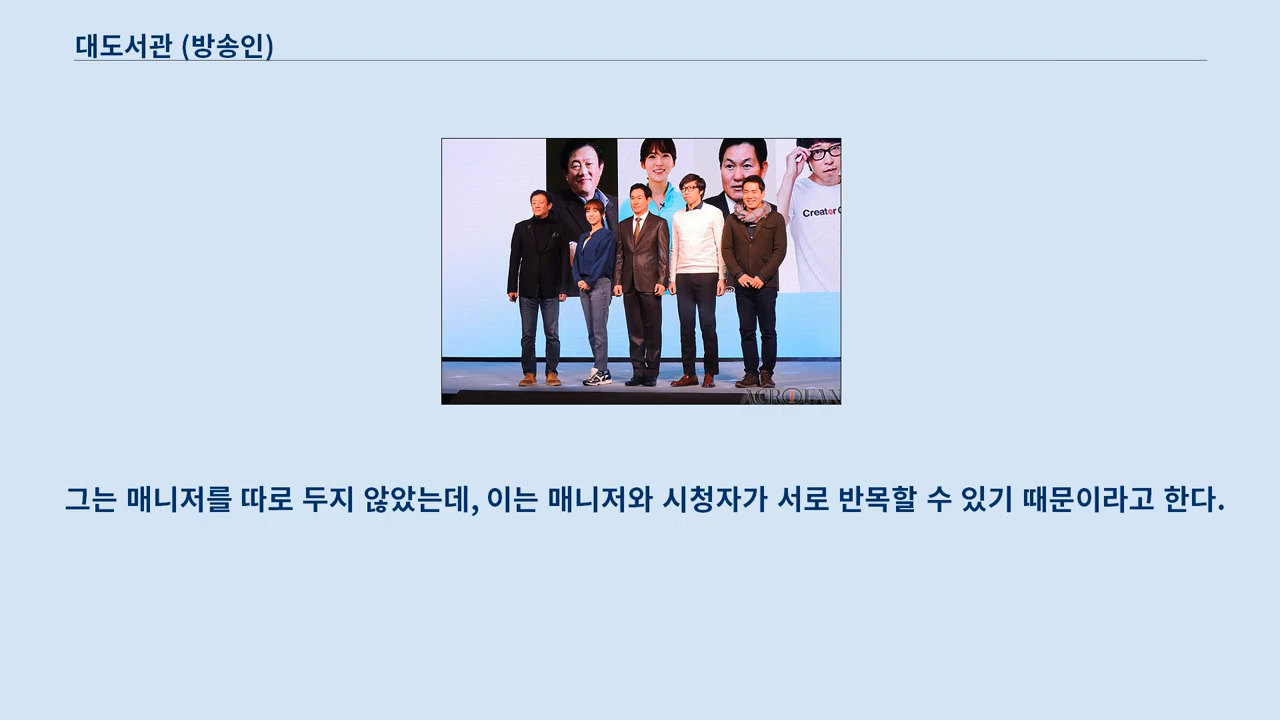 대도서관 (방송인)
Creator
ACROFAN
그는 매니저를 따로 두지 않았는데, 이는 매니저와 시청자가 서로 반목할 수 있기 때문이라고 한다.